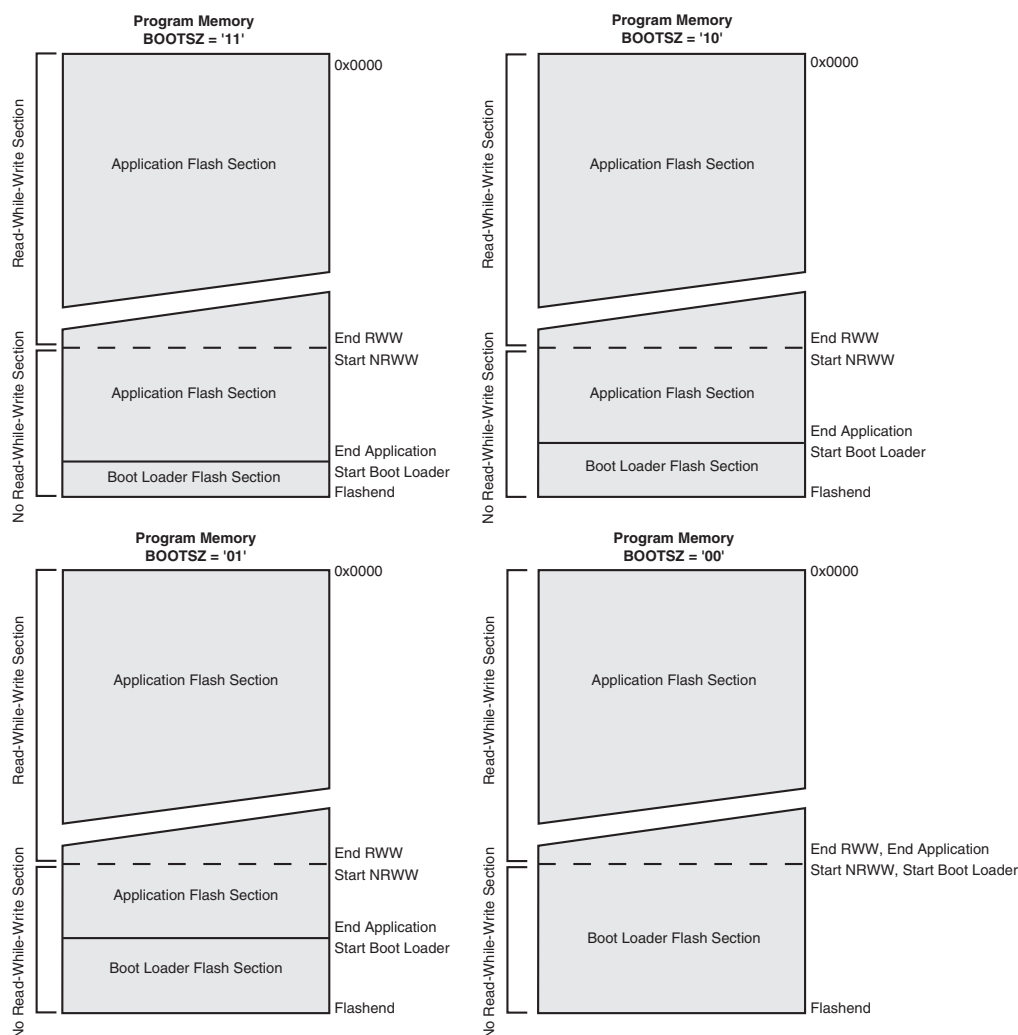 Program Memory
BOOTSZ = '11'
0x0000
Read-While-Write Section
Application Flash Section
End RWW
Start NRWW
No Read-While-Write Section
Application Flash Section
End Application
Start Boot Loader
Boot Loader Flash Section
Flashend
Program Memory
BOOTSZ = '10'
0x0000
Read-While-Write Section
Application Flash Section
End RWW
Start NRWW
No Read-While-Write Section
Application Flash Section
End Application
Start Boot Loader
Boot Loader Flash Section
Flashend
Program Memory
BOOTSZ = '01'
0x0000
Read-While-Write Section
Application Flash Section
End RWW
Start NRWW
No Read-While-Write Section
Application Flash Section
End Application
Start Boot Loader
Boot Loader Flash Section
Flashend
Program Memory
BOOTSZ = '00'
0x0000
Read-While-Write Section
Application Flash Section
End RWW, End Application
Start NRWW, Start Boot Loader
No Read-While-Write Section
Boot Loader Flash Section
Flashend